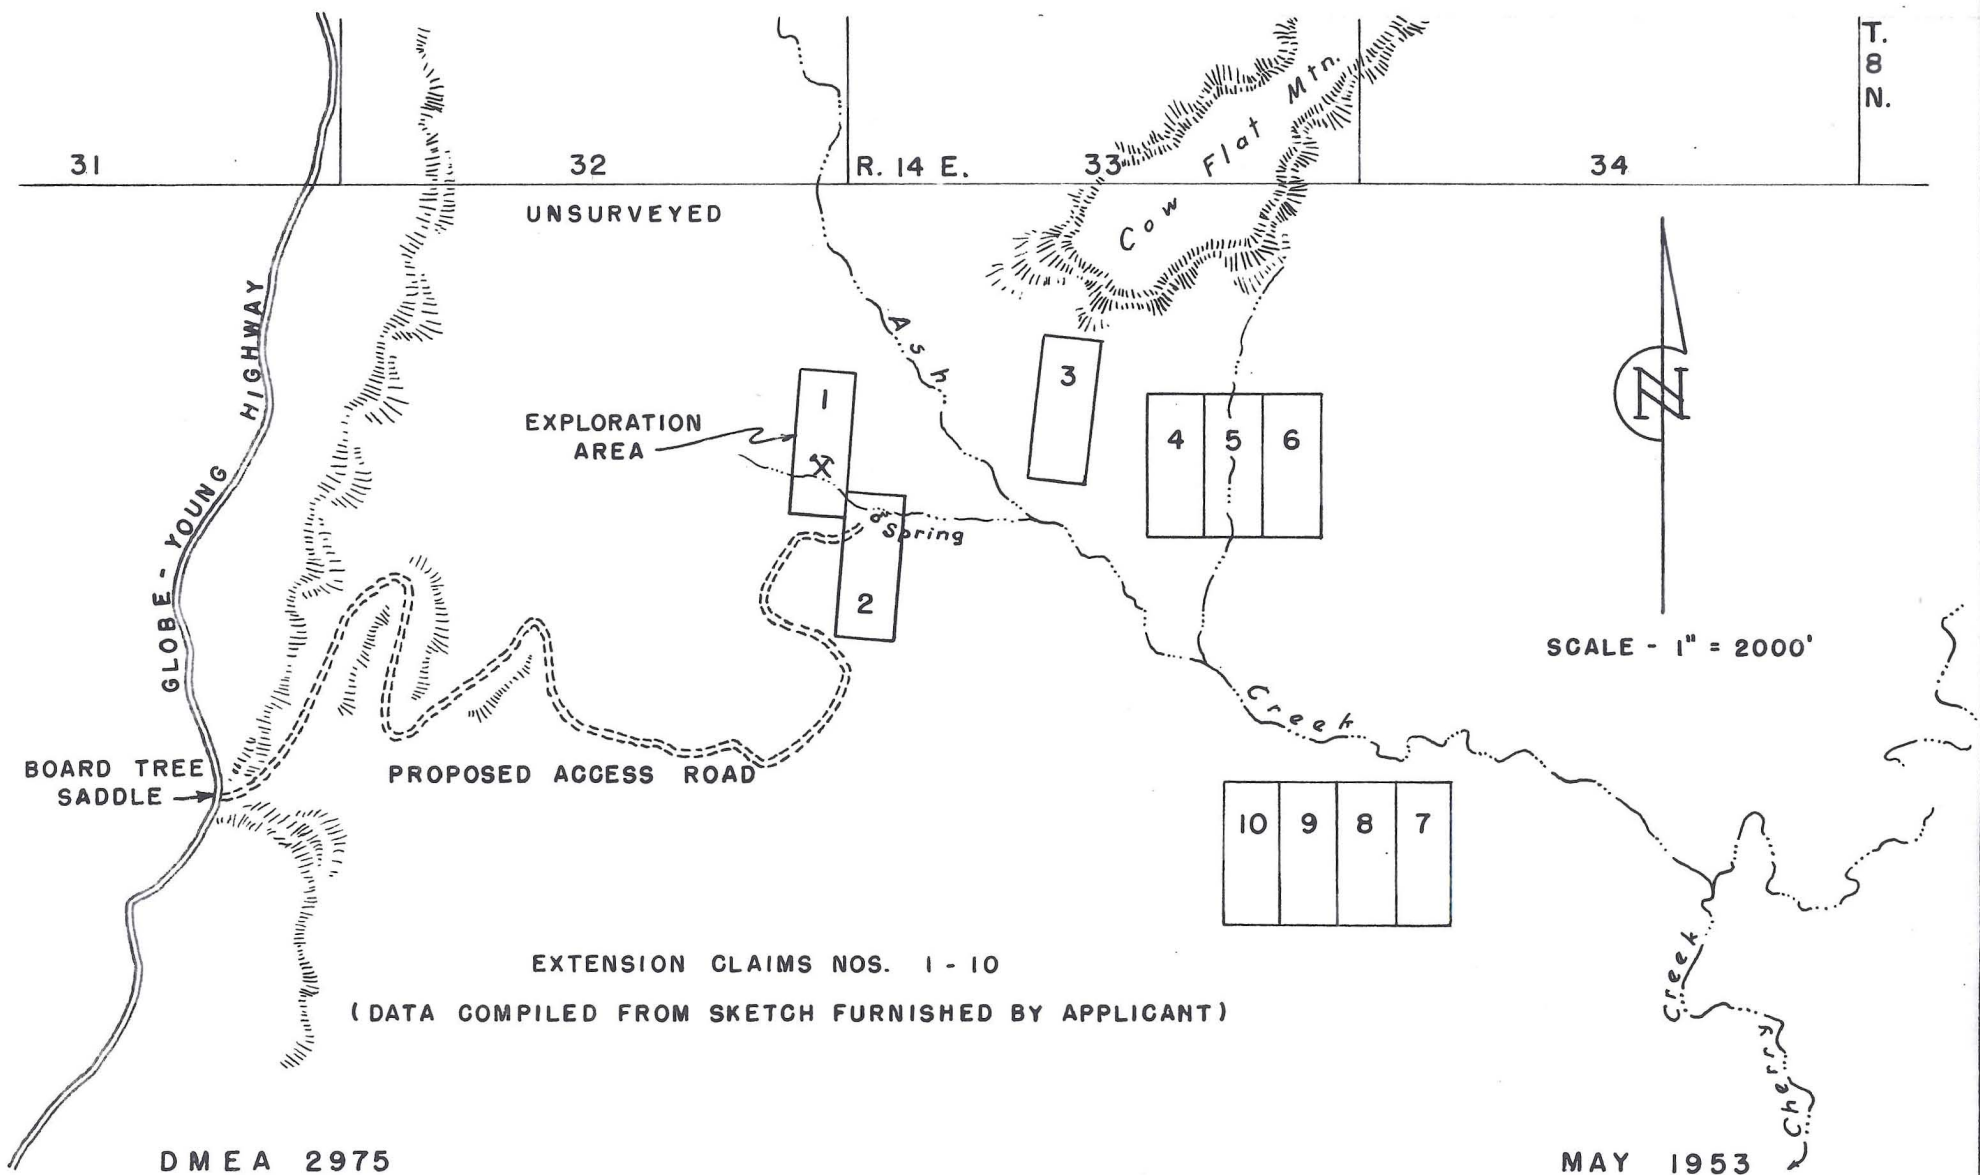 T.
8
N.
31
32
R. 14 E.
33
34
UNSURVEYED
Cow Flat Mtn.
GLOBE - YOUNG HIGHWAY
Ash Creek
EXPLORATION
AREA
1
2
3
4 5 6
Spring
N
SCALE - 1" = 2000'
BOARD TREE
SADDLE
PROPOSED ACCESS ROAD
10 9 8 7
Cherry Creek
EXTENSION CLAIMS NOS. 1 - 10
(DATA COMPILED FROM SKETCH FURNISHED BY APPLICANT)
DMEA 2975
MAY 1953